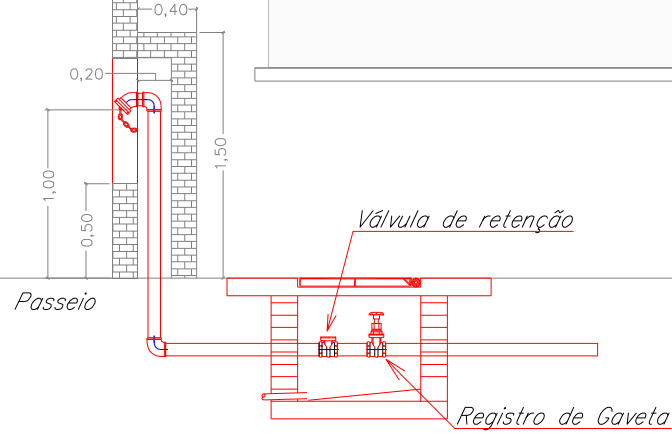 0,40
0,20
1,00
0,50
1,50
Válvula de retenção
Passeio
Registro de Gaveta